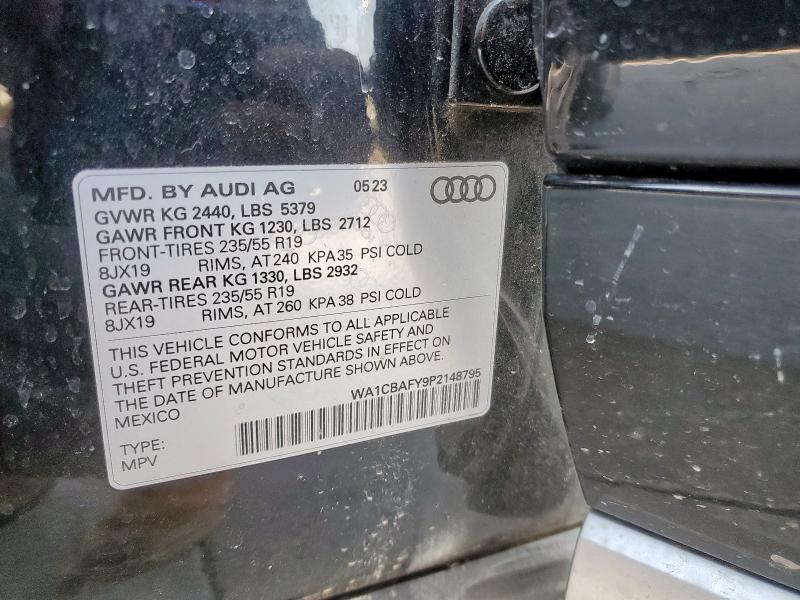 MFD. BY AUDI AG 05 23
GVWR KG 2440, LBS 5379
GAWR FRONT KG 1230, LBS 2712
FRONT-TIRES 235/55 R19
8JX19 RIMS, AT 240 KPA 35 PSI COLD
GAWR REAR KG 1330, LBS 2932
REAR-TIRES 235/55 R19
8JX19 RIMS, AT 260 KPA 38 PSI COLD
THIS VEHICLE CONFORMS TO ALL APPLICABLE
U.S. FEDERAL MOTOR VEHICLE SAFETY AND
THEFT PREVENTION STANDARDS IN EFFECT ON
THE DATE OF MANUFACTURE SHOWN ABOVE.
MEXICO WA1CBAFY9P2148795
TYPE:
MPV